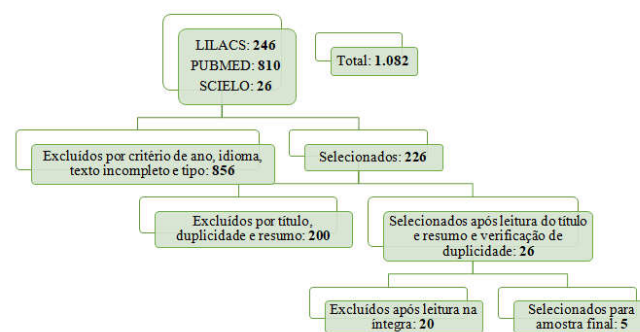 LILACS: 246
PUBMED: 810
SCIELO: 26
Total: 1.082
Excluídos por critério de ano, idioma,
texto incompleto e tipo: 856
Selecionados: 226
Excluídos por título,
duplicidade e resumo: 200
Selecionados após leitura do título
e resumo e verificação de
duplicidade: 26
Excluídos após leitura na
íntegra: 20
Selecionados para
amostra final: 5